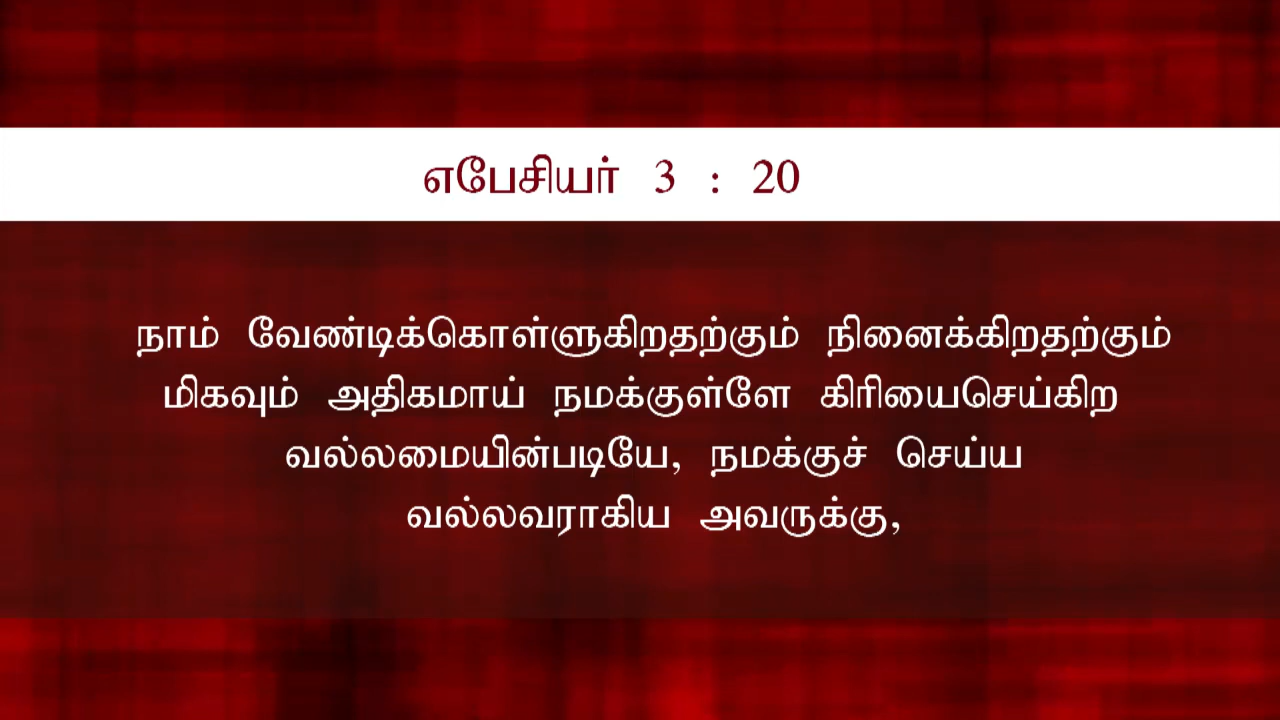 எபேசியர் 3 : 20
நாம் வேண்டிக்கொள்ளுகிறதற்கும் நினைக்கிறதற்கும்
மிகவும் அதிகமாய் நமக்குள்ளே கிரியைசெய்கிற
வல்லமையின்படியே, நமக்குச் செய்ய
வல்லவராகிய அவருக்கு,